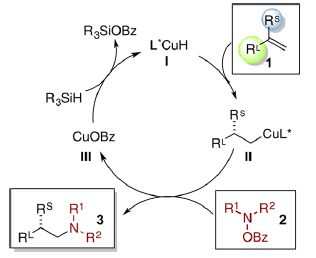 R₃SiOBz
L*CuH
I
Rˢ
Rᴸ
1
R₃SiH
Rˢ
Rᴸ
CuL*
II
CuOBz
III
Rˢ
R¹
Rᴸ
N
R²
3
R¹
N
R²
OBz
2